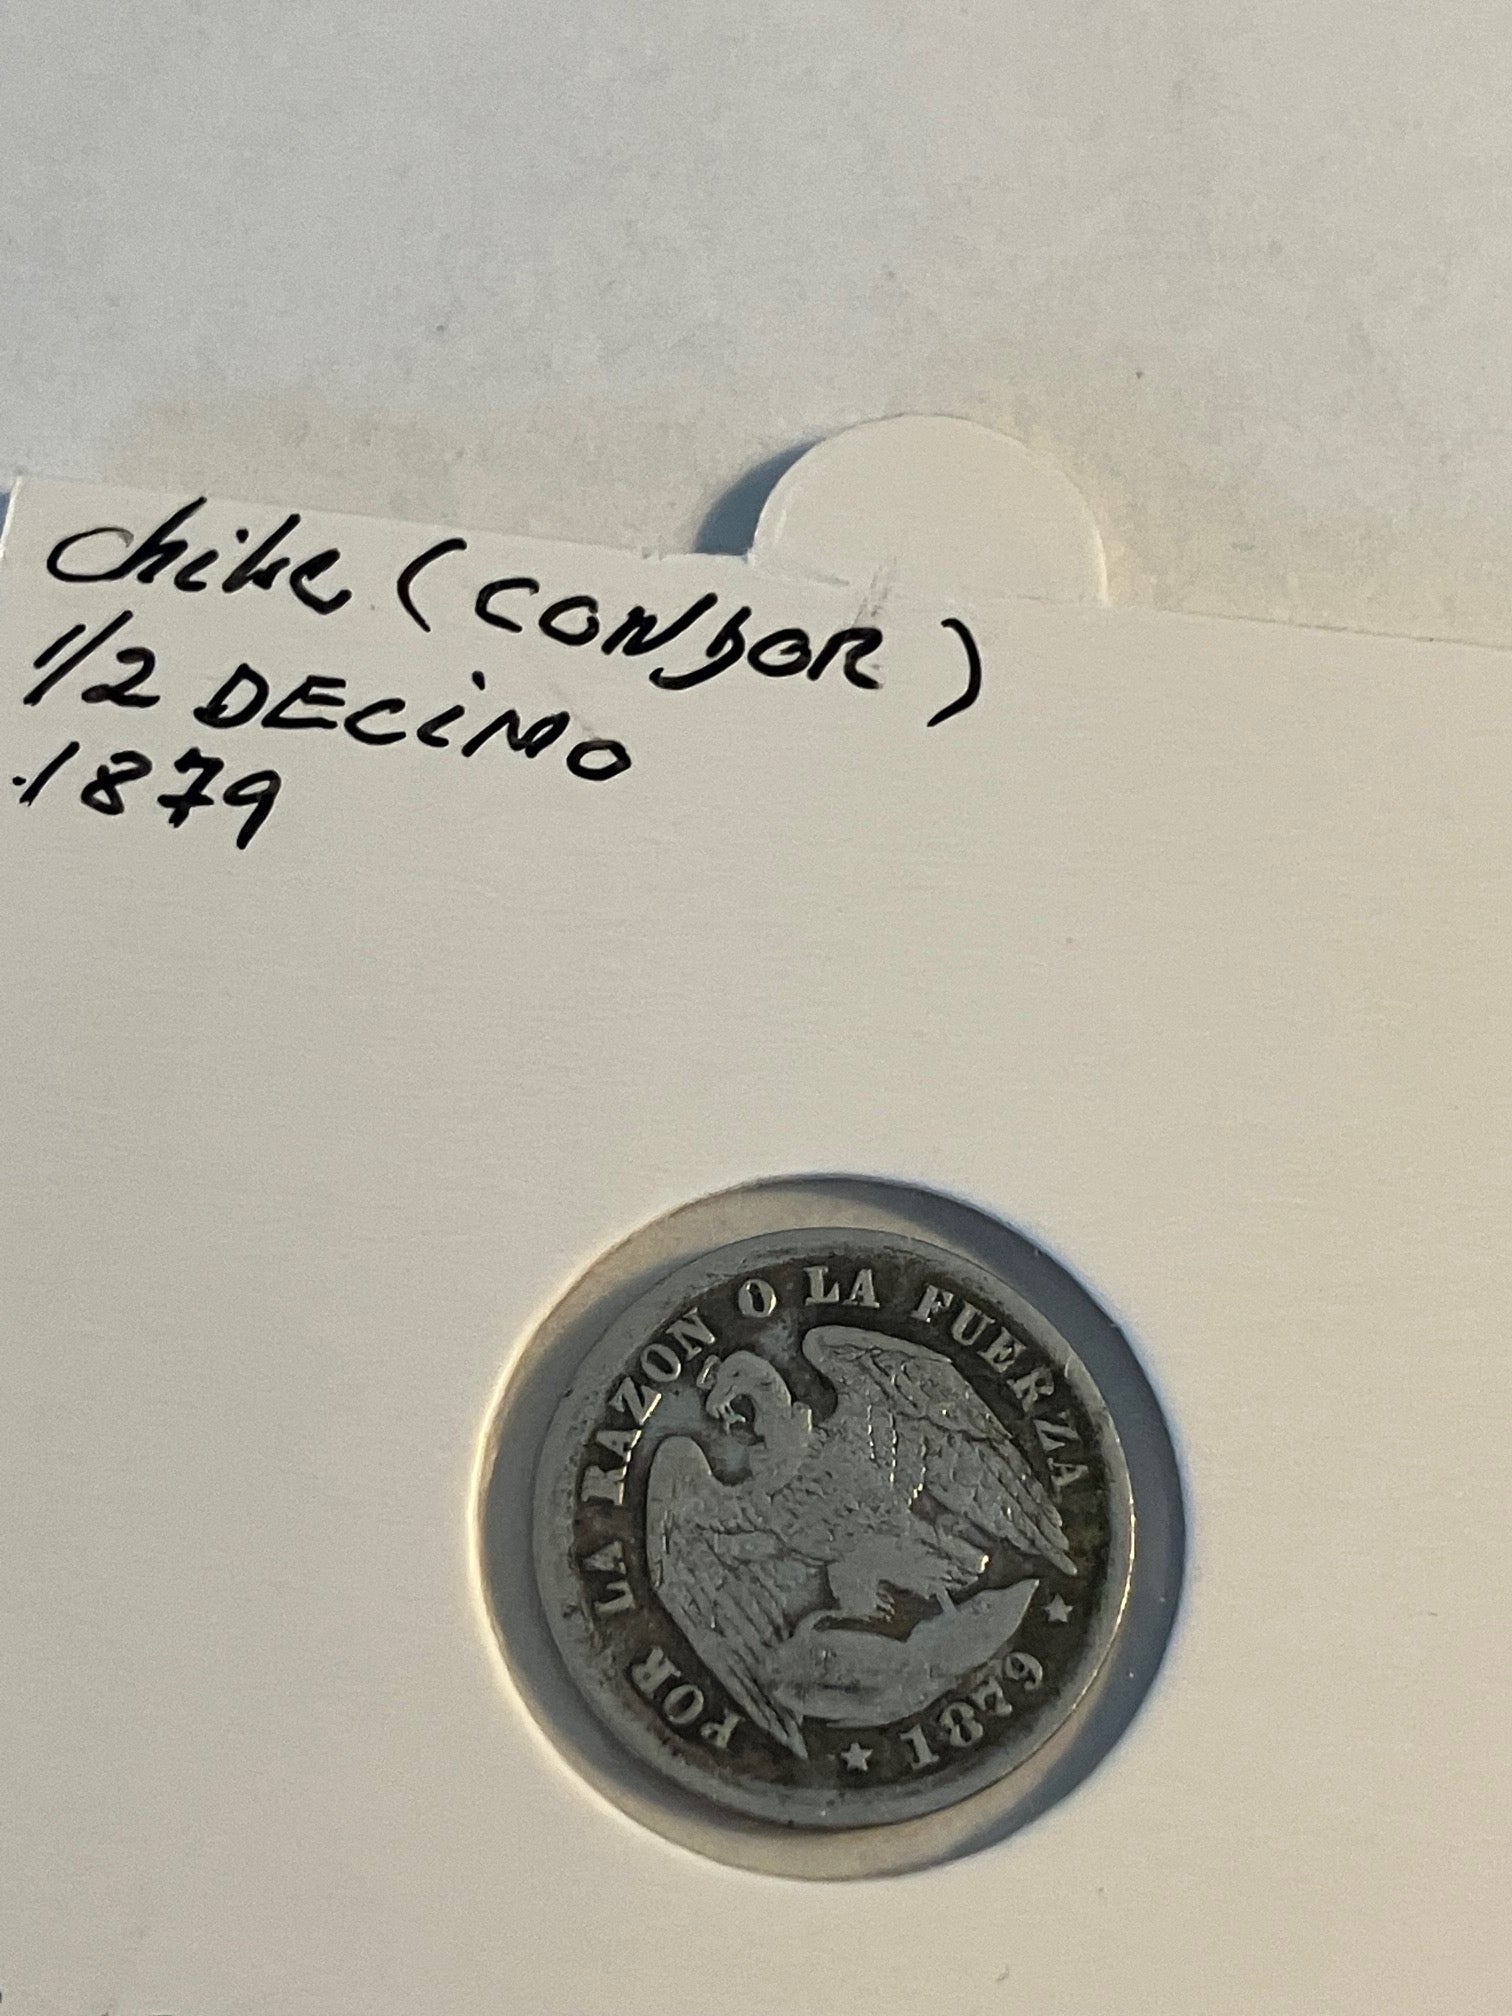 Chile (CONDOR)
1/2 DECIMO
1879
POR LA RAZON O LA FUERZA
★ 1879 ★